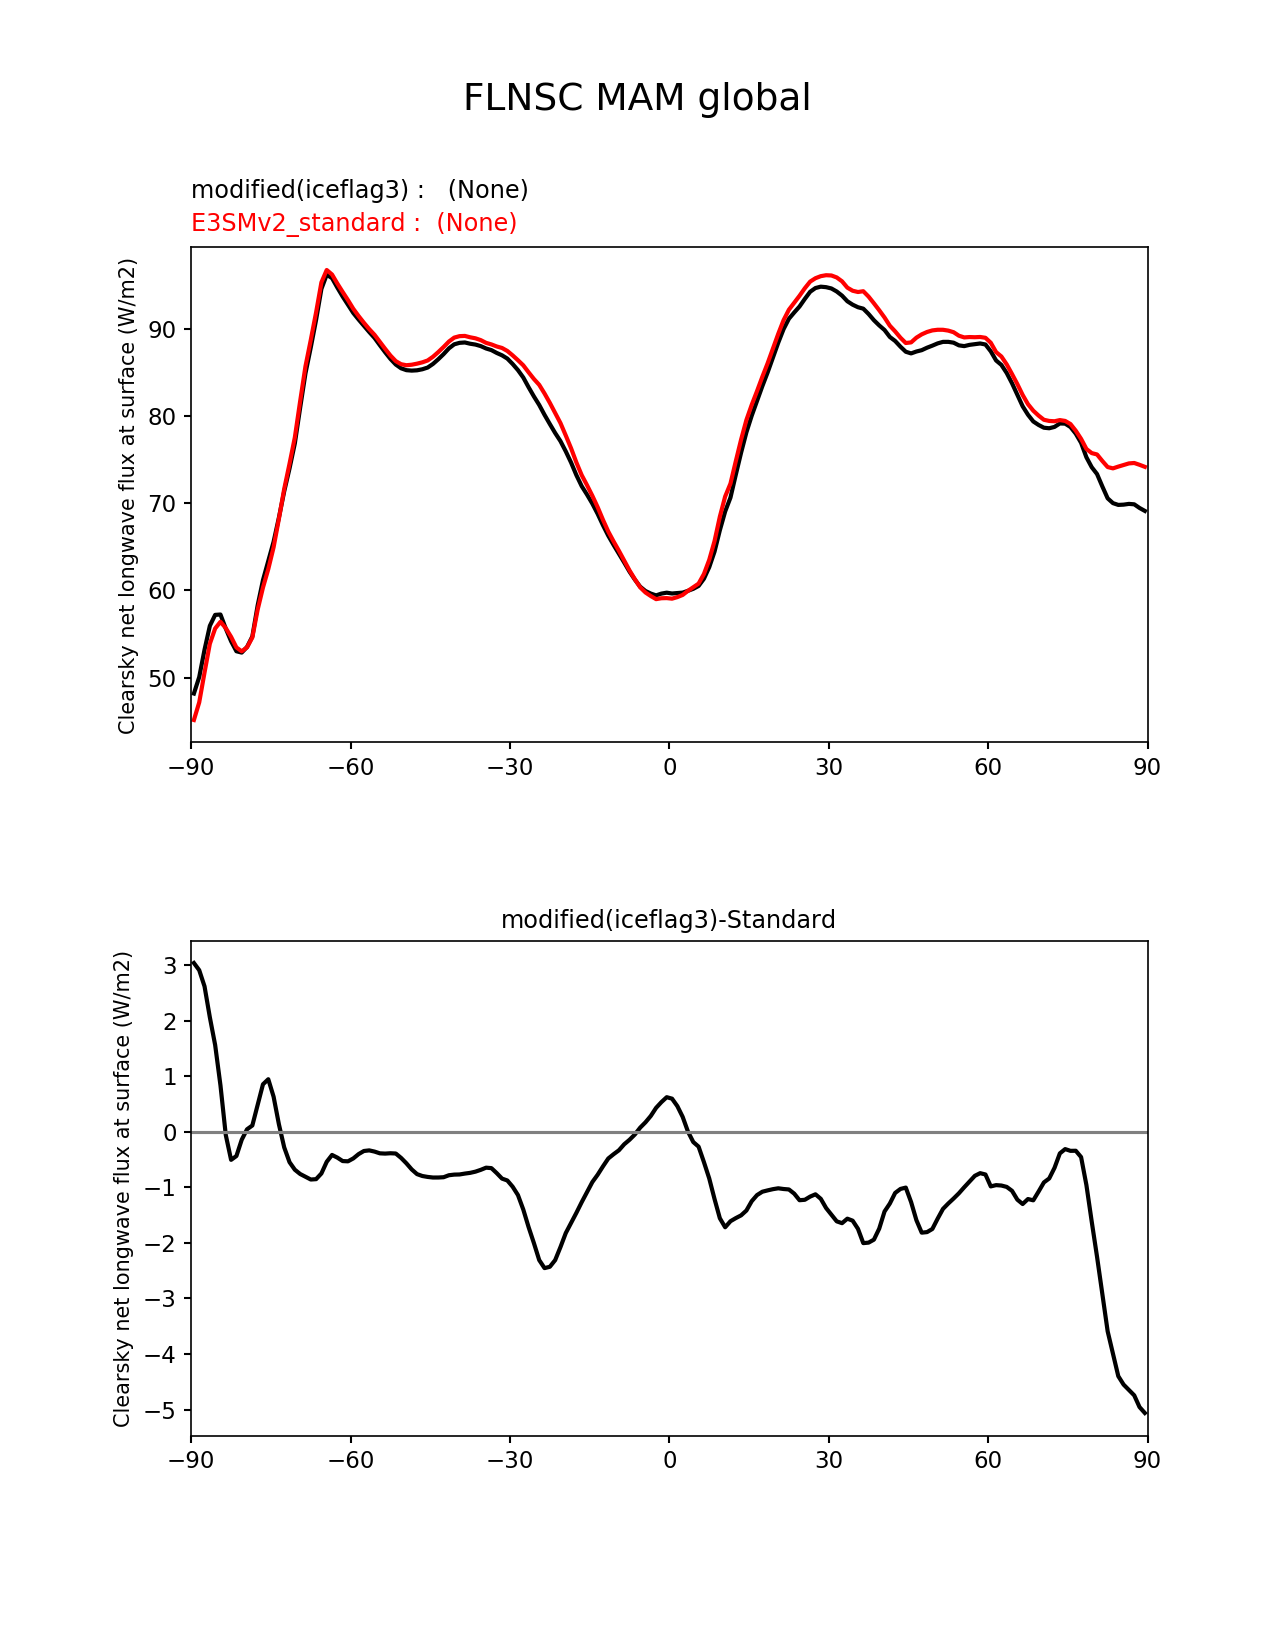 FLNSC MAM global
modified(iceflag3) :   (None)
E3SMv2_standard :  (None)
Clearsky net longwave flux at surface (W/m2)
90
80
70
60
50
−90 −60 −30 0 30 60 90
modified(iceflag3)-Standard
Clearsky net longwave flux at surface (W/m2)
3
2
1
0
−1
−2
−3
−4
−5
−90 −60 −30 0 30 60 90